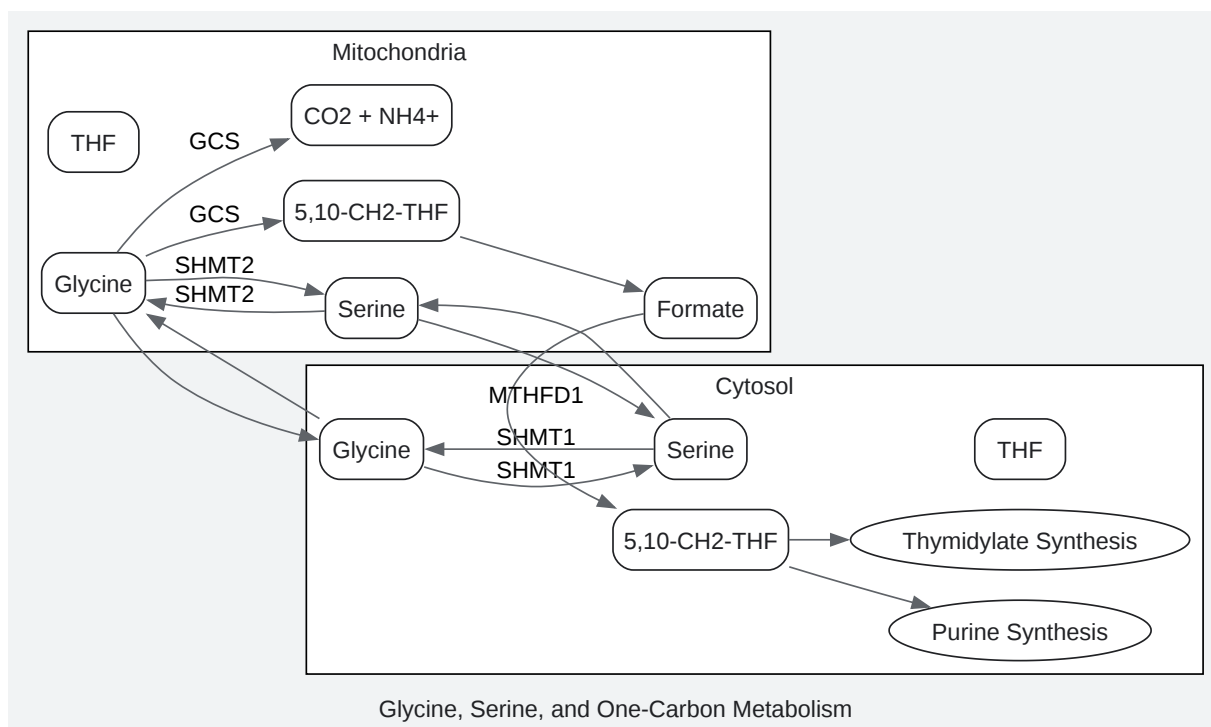 Mitochondria
CO2 + NH4+
THF
GCS
5,10-CH2-THF
GCS
SHMT2
Glycine
SHMT2
Serine
Formate
Cytosol
MTHFD1
SHMT1
Glycine
Serine
THF
SHMT1
5,10-CH2-THF
Thymidylate Synthesis
Purine Synthesis
Glycine, Serine, and One-Carbon Metabolism